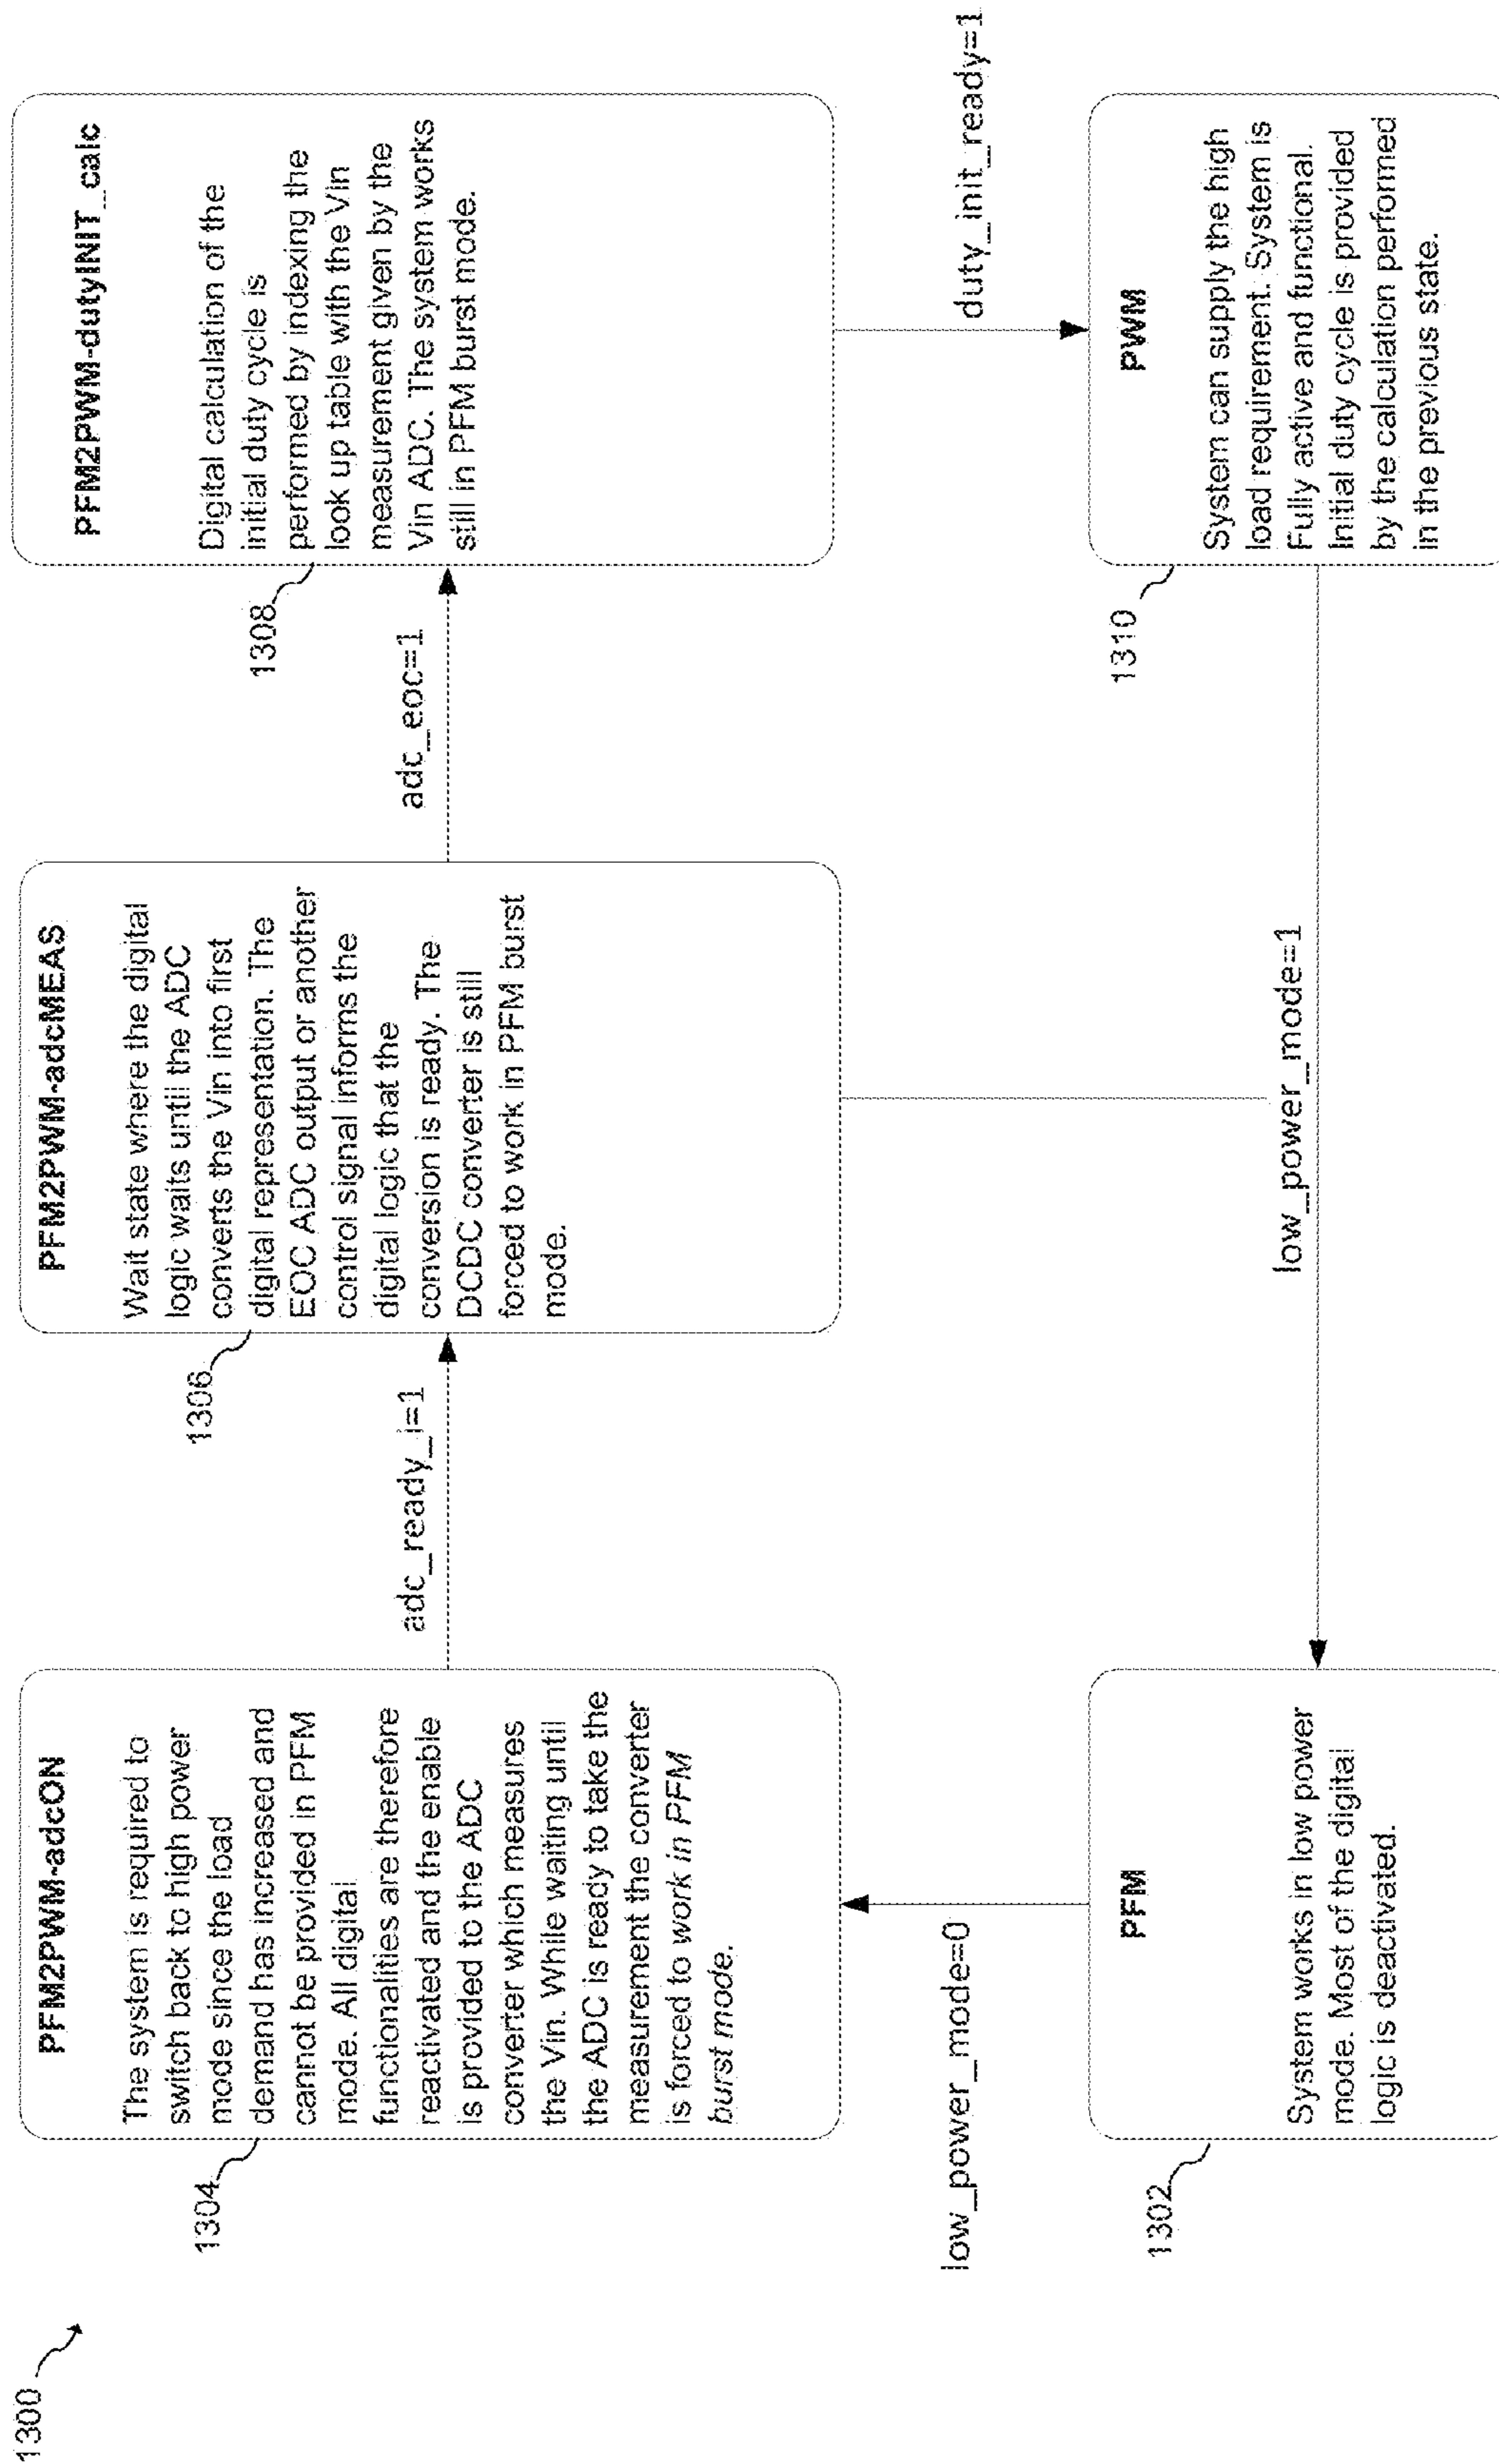 1300
PFM2PWM-adcON
The system is required to
switch back to high power
mode since the load
demand has increased and
cannot be provided in PFM
mode. All digital
functionalities are therefore
reactivated and the enable
is provided to the ADC
converter which measures
the Vin. While waiting until
the ADC is ready to take the
measurement the converter
is forced to work in PFM
burst mode.
1304
adc_ready_i=1
PFM2PWM-adcMEAS
Wait state where the digital
logic waits until the ADC
converts the Vin into first
digital representation. The
EOC ADC output or another
control signal informs the
digital logic that the
conversion is ready. The
DCDC converter is still
forced to work in PFM burst
mode.
1306
adc_eoc=1
PFM2PWM-dutyINIT_calc
Digital calculation of the
initial duty cycle is
performed by indexing the
look up table with the Vin
measurement given by the
Vin ADC. The system works
still in PFM burst mode.
1308
low_power_mode=0
duty_init_ready=1
PFM
System works in low power
mode. Most of the digital
logic is deactivated.
1302
low_power_mode=1
PWM
System can supply the high
load requirement. System is
Fully active and functional.
Initial duty cycle is provided
by the calculation performed
in the previous state.
1310